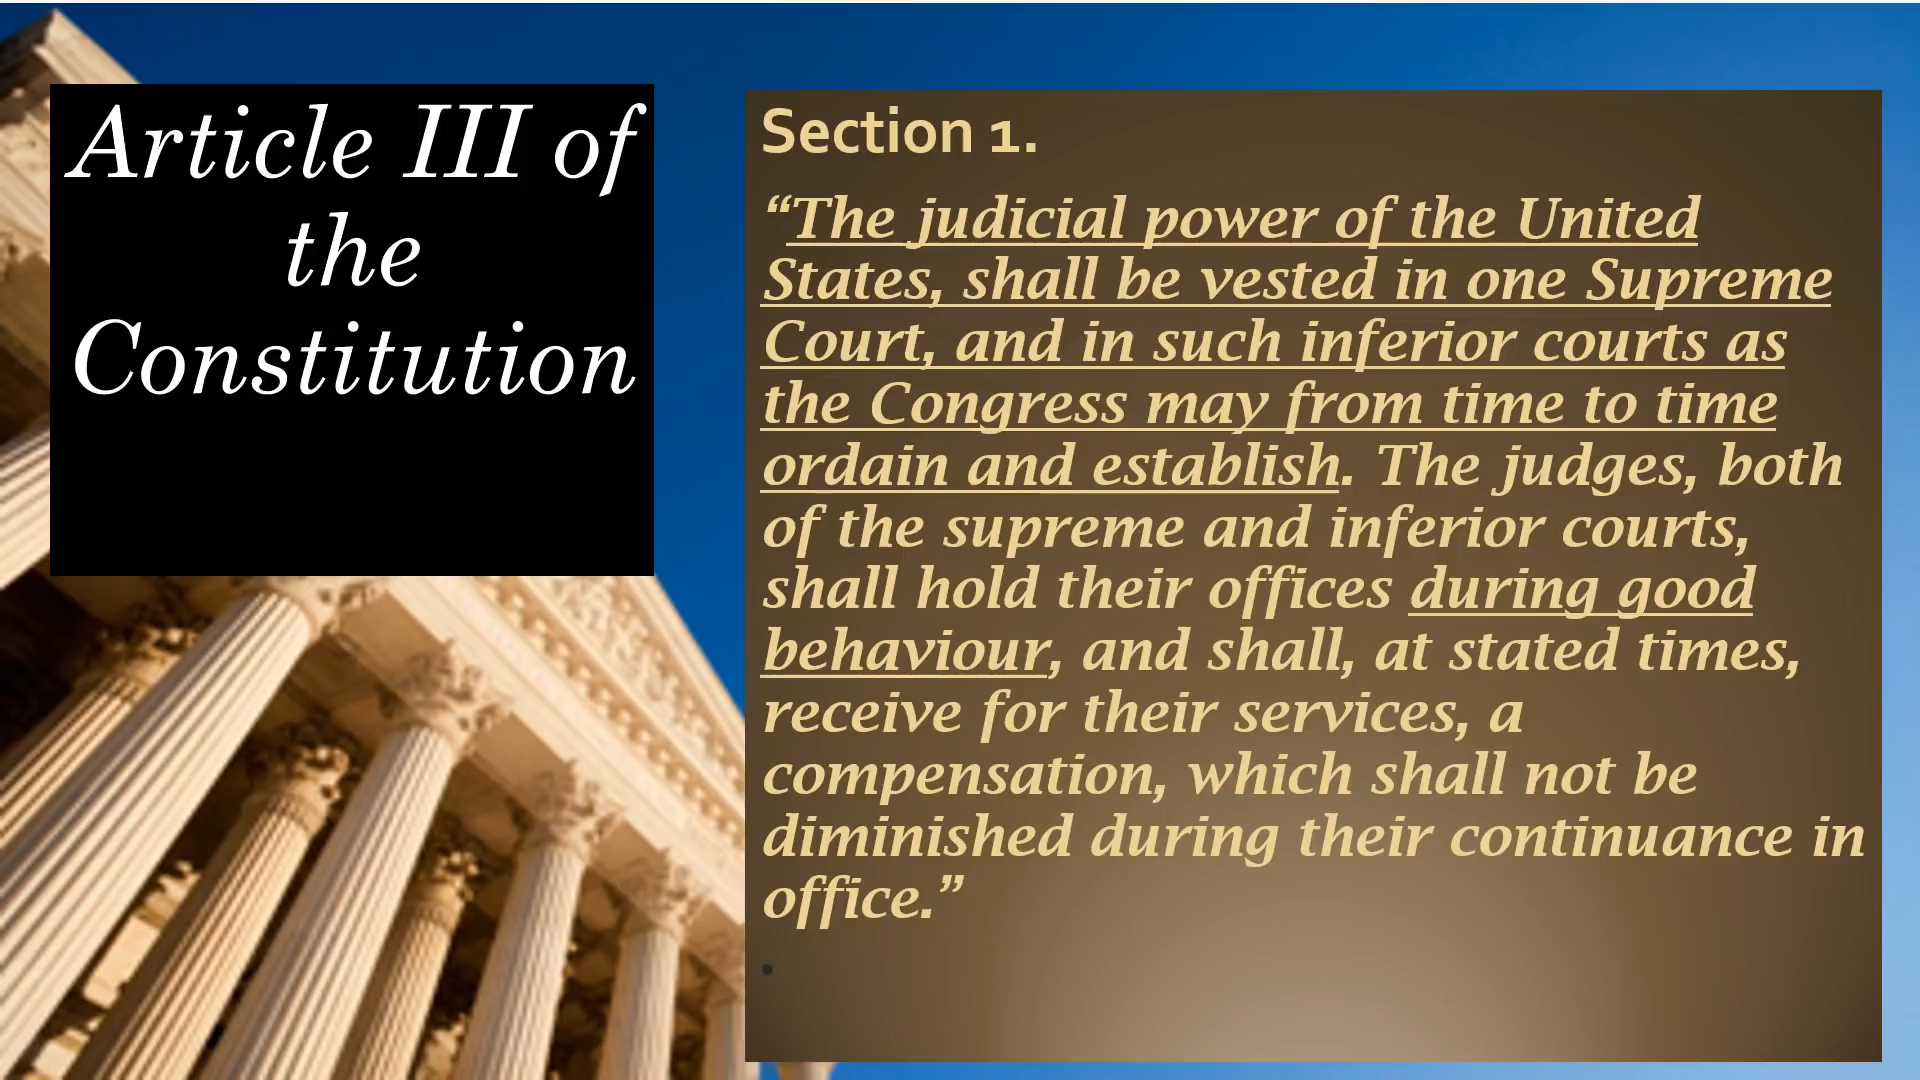 Article III of
the
Constitution
Section 1.
“The judicial power of the United
States, shall be vested in one Supreme
Court, and in such inferior courts as
the Congress may from time to time
ordain and establish. The judges, both
of the supreme and inferior courts,
shall hold their offices during good
behaviour, and shall, at stated times,
receive for their services, a
compensation, which shall not be
diminished during their continuance in
office.”